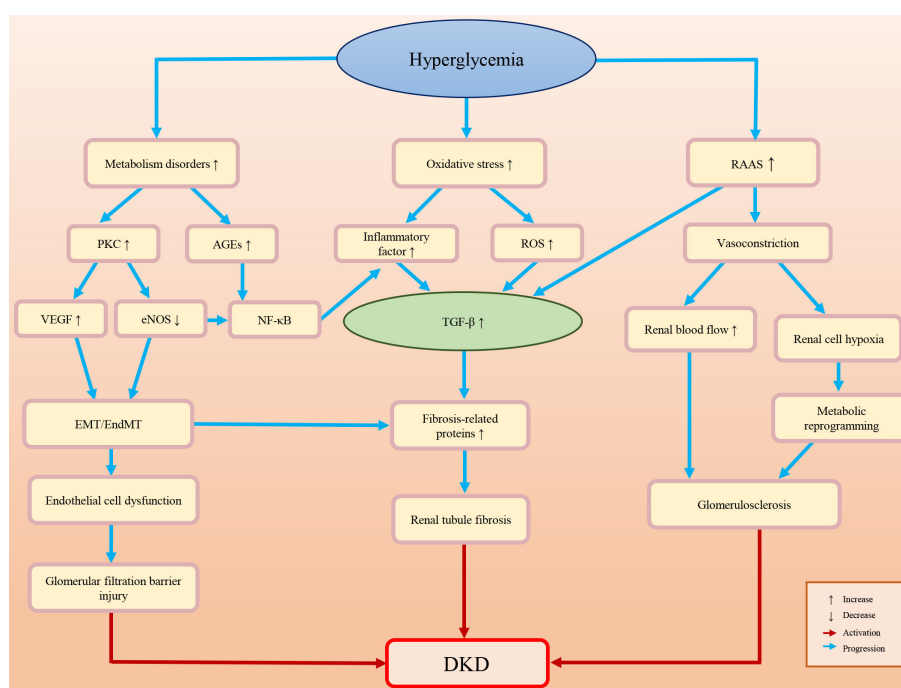 Hyperglycemia
Metabolism disorders ↑
Oxidative stress ↑
RAAS ↑
PKC ↑
AGEs ↑
Inflammatory
factor ↑
ROS ↑
Vasoconstriction
VEGF ↑
eNOS ↓
NF-κB
TGF-β ↑
Renal blood flow ↑
Renal cell hypoxia
EMT/EndMT
Fibrosis-related
proteins ↑
Metabolic
reprogramming
Endothelial cell dysfunction
Renal tubule fibrosis
Glomerulosclerosis
Glomerular filtration barrier
injury
DKD
↑ Increase
↓ Decrease
Activation
Progression